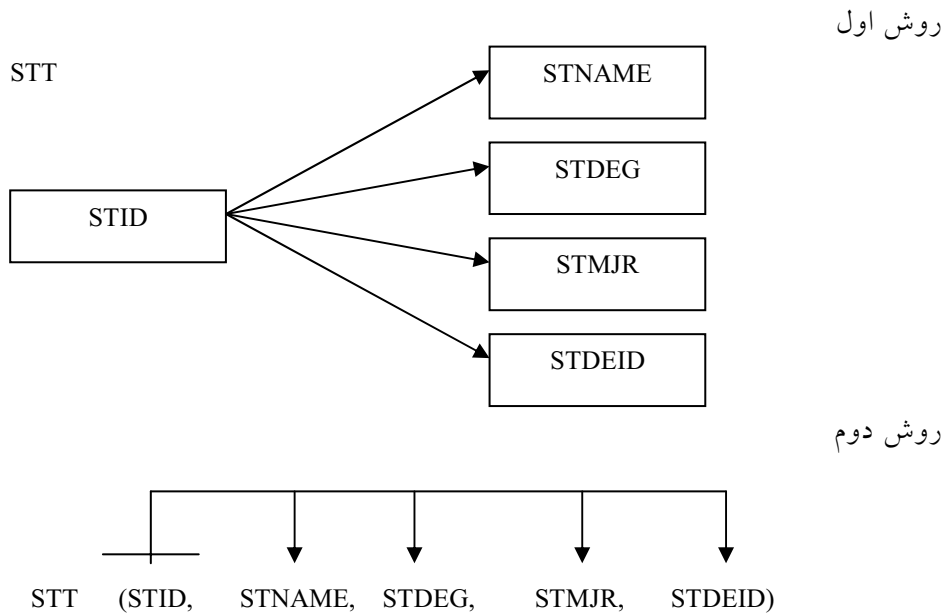 روش اول
STT
STNAME
STDEG
STID
STMJR
STDEID
روش دوم
STT (STID, STNAME, STDEG, STMJR, STDEID)